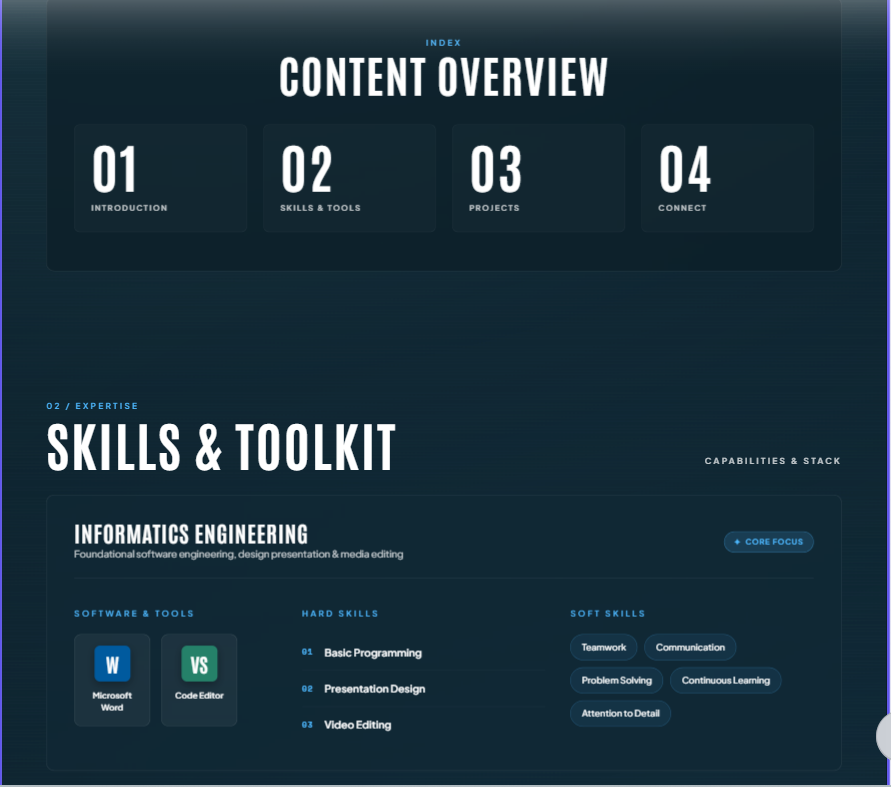 INDEX
CONTENT OVERVIEW
01
INTRODUCTION
02
SKILLS & TOOLS
03
PROJECTS
04
CONNECT
02 / EXPERTISE
SKILLS & TOOLKIT
CAPABILITIES & STACK
INFORMATICS ENGINEERING
Foundational software engineering, design presentation & media editing
✦ CORE FOCUS
SOFTWARE & TOOLS
W
Microsoft
Word
VS
Code Editor
HARD SKILLS
01 Basic Programming
02 Presentation Design
03 Video Editing
SOFT SKILLS
Teamwork
Communication
Problem Solving
Continuous Learning
Attention to Detail